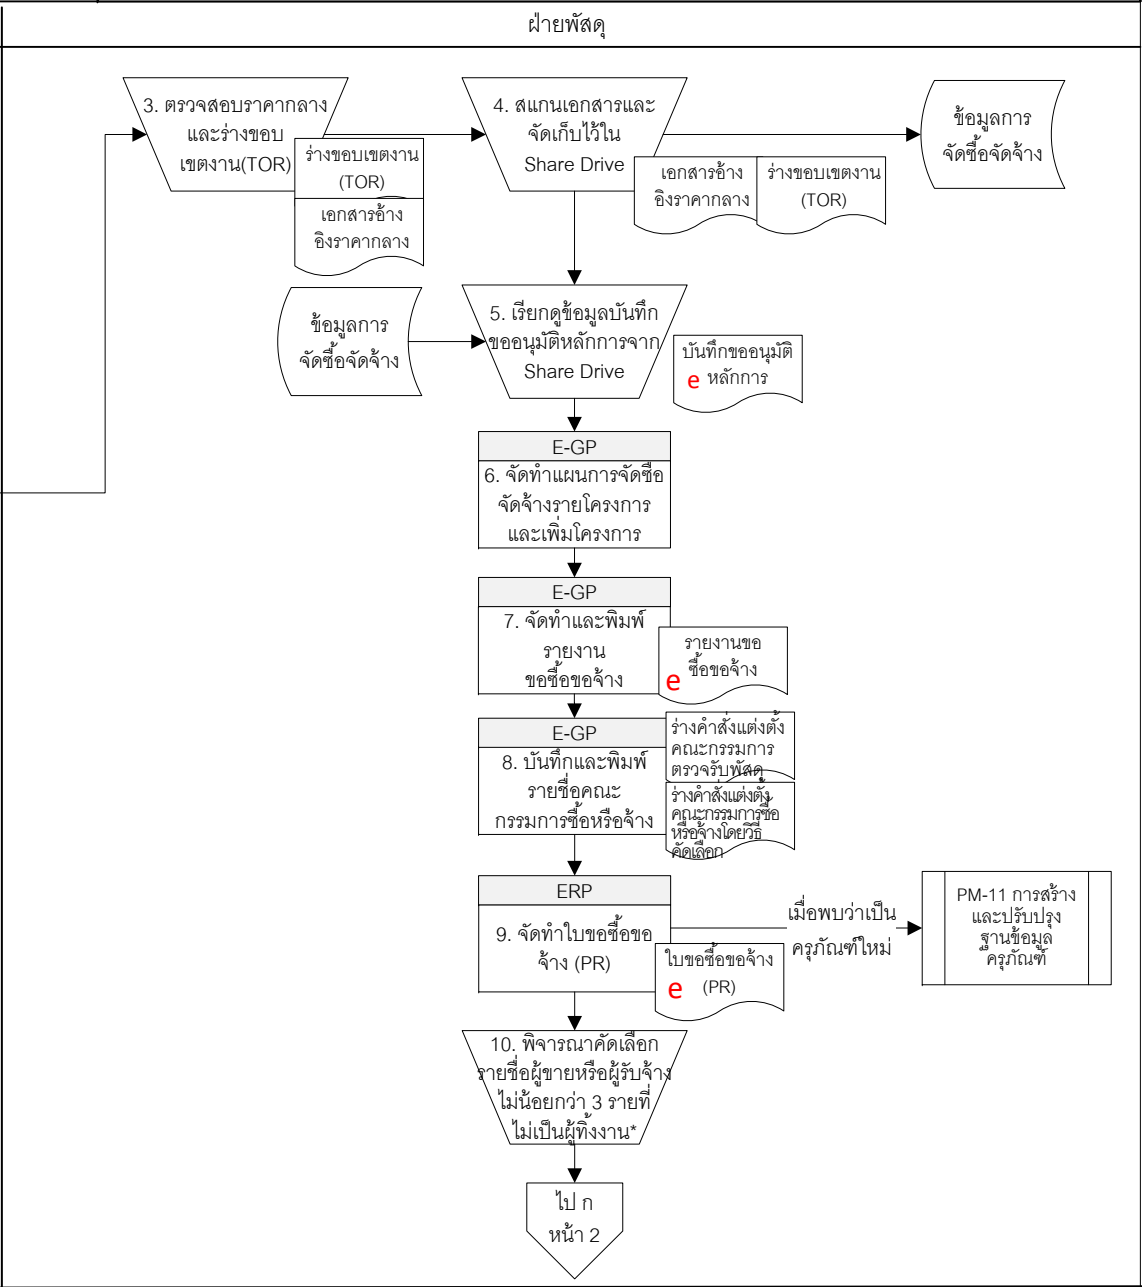 ฝ่ายพัสดุ
3. ตรวจสอบราคากลาง
และร่างขอบ
เขตงาน(TOR)
ร่างขอบเขตงาน
(TOR)
เอกสารอ้าง
อิงราคากลาง
4. สแกนเอกสารและ
จัดเก็บไว้ใน
Share Drive
เอกสารอ้าง
อิงราคากลาง
ร่างขอบเขตงาน
(TOR)
ข้อมูลการ
จัดซื้อจัดจ้าง
ข้อมูลการ
จัดซื้อจัดจ้าง
5. เรียกดูข้อมูลบันทึก
ขออนุมัติหลักการจาก
Share Drive
บันทึกขออนุมัติ
e หลักการ
E-GP
6. จัดทำแผนการจัดซื้อ
จัดจ้างรายโครงการ
และเพิ่มโครงการ
E-GP
7. จัดทำและพิมพ์
รายงาน
ขอซื้อขอจ้าง
รายงานขอ
ซื้อขอจ้าง
e
E-GP
8. บันทึกและพิมพ์
รายชื่อคณะ
กรรมการซื้อหรือจ้าง
ร่างคำสั่งแต่งตั้ง
คณะกรรมการ
ตรวจรับพัสดุ
ร่างคำสั่งแต่งตั้ง
คณะกรรมการซื้อ
หรือจ้างโดยวิธี
คัดเลือก
ERP
9. จัดทำใบขอซื้อขอ
จ้าง (PR)
ใบขอซื้อขอจ้าง
e (PR)
เมื่อพบว่าเป็น
ครุภัณฑ์ใหม่
PM-11 การสร้าง
และปรับปรุง
ฐานข้อมูล
ครุภัณฑ์
10. พิจารณาคัดเลือก
รายชื่อผู้ขายหรือผู้รับจ้าง
ไม่น้อยกว่า 3 รายที่
ไม่เป็นผู้ทิ้งงาน*
ไป ก
หน้า 2